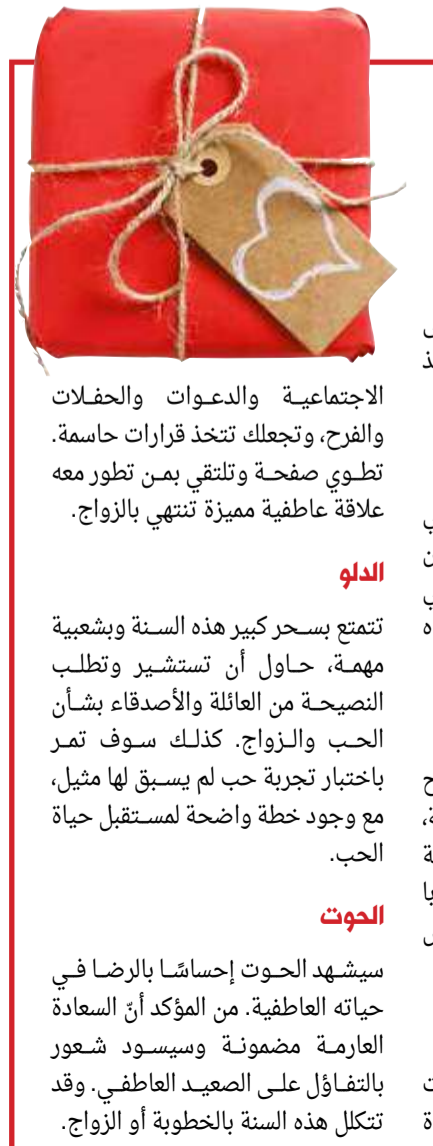 الاجتماعية والدعوات والحفلات
والفرح، وتجعلك تتخذ قرارات حاسمة.
تطوي صفحة وتلتقي بمن تطور معه
علاقة عاطفية مميزة تنتهي بالزواج.
الدلو
تتمتع بسحر كبير هذه السنة وبشعبية
مهمة، حاول أن تستشير وتطلب
النصيحة من العائلة والأصدقاء بشأن
الحب والزواج. كذلك سوف تمر
باختبار تجربة حب لم يسبق لها مثيل،
مع وجود خطة واضحة لمستقبل حياة
الحب.
الحوت
سيشهد الحوت إحساسًا بالرضا في
حياته العاطفية. من المؤكد أنّ السعادة
العارمة مضمونة وسيسود شعور
بالتفاؤل على الصعيد العاطفي. وقد
تتكلل هذه السنة بالخطوبة أو الزواج.